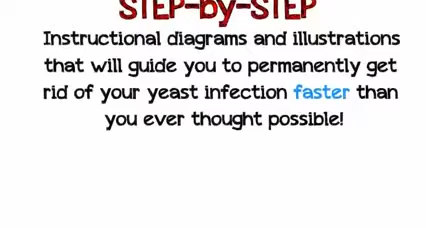 STEP-by-STEP
Instructional diagrams and illustrations
that will guide you to permanently get
rid of your yeast infection faster than
you ever thought possible!